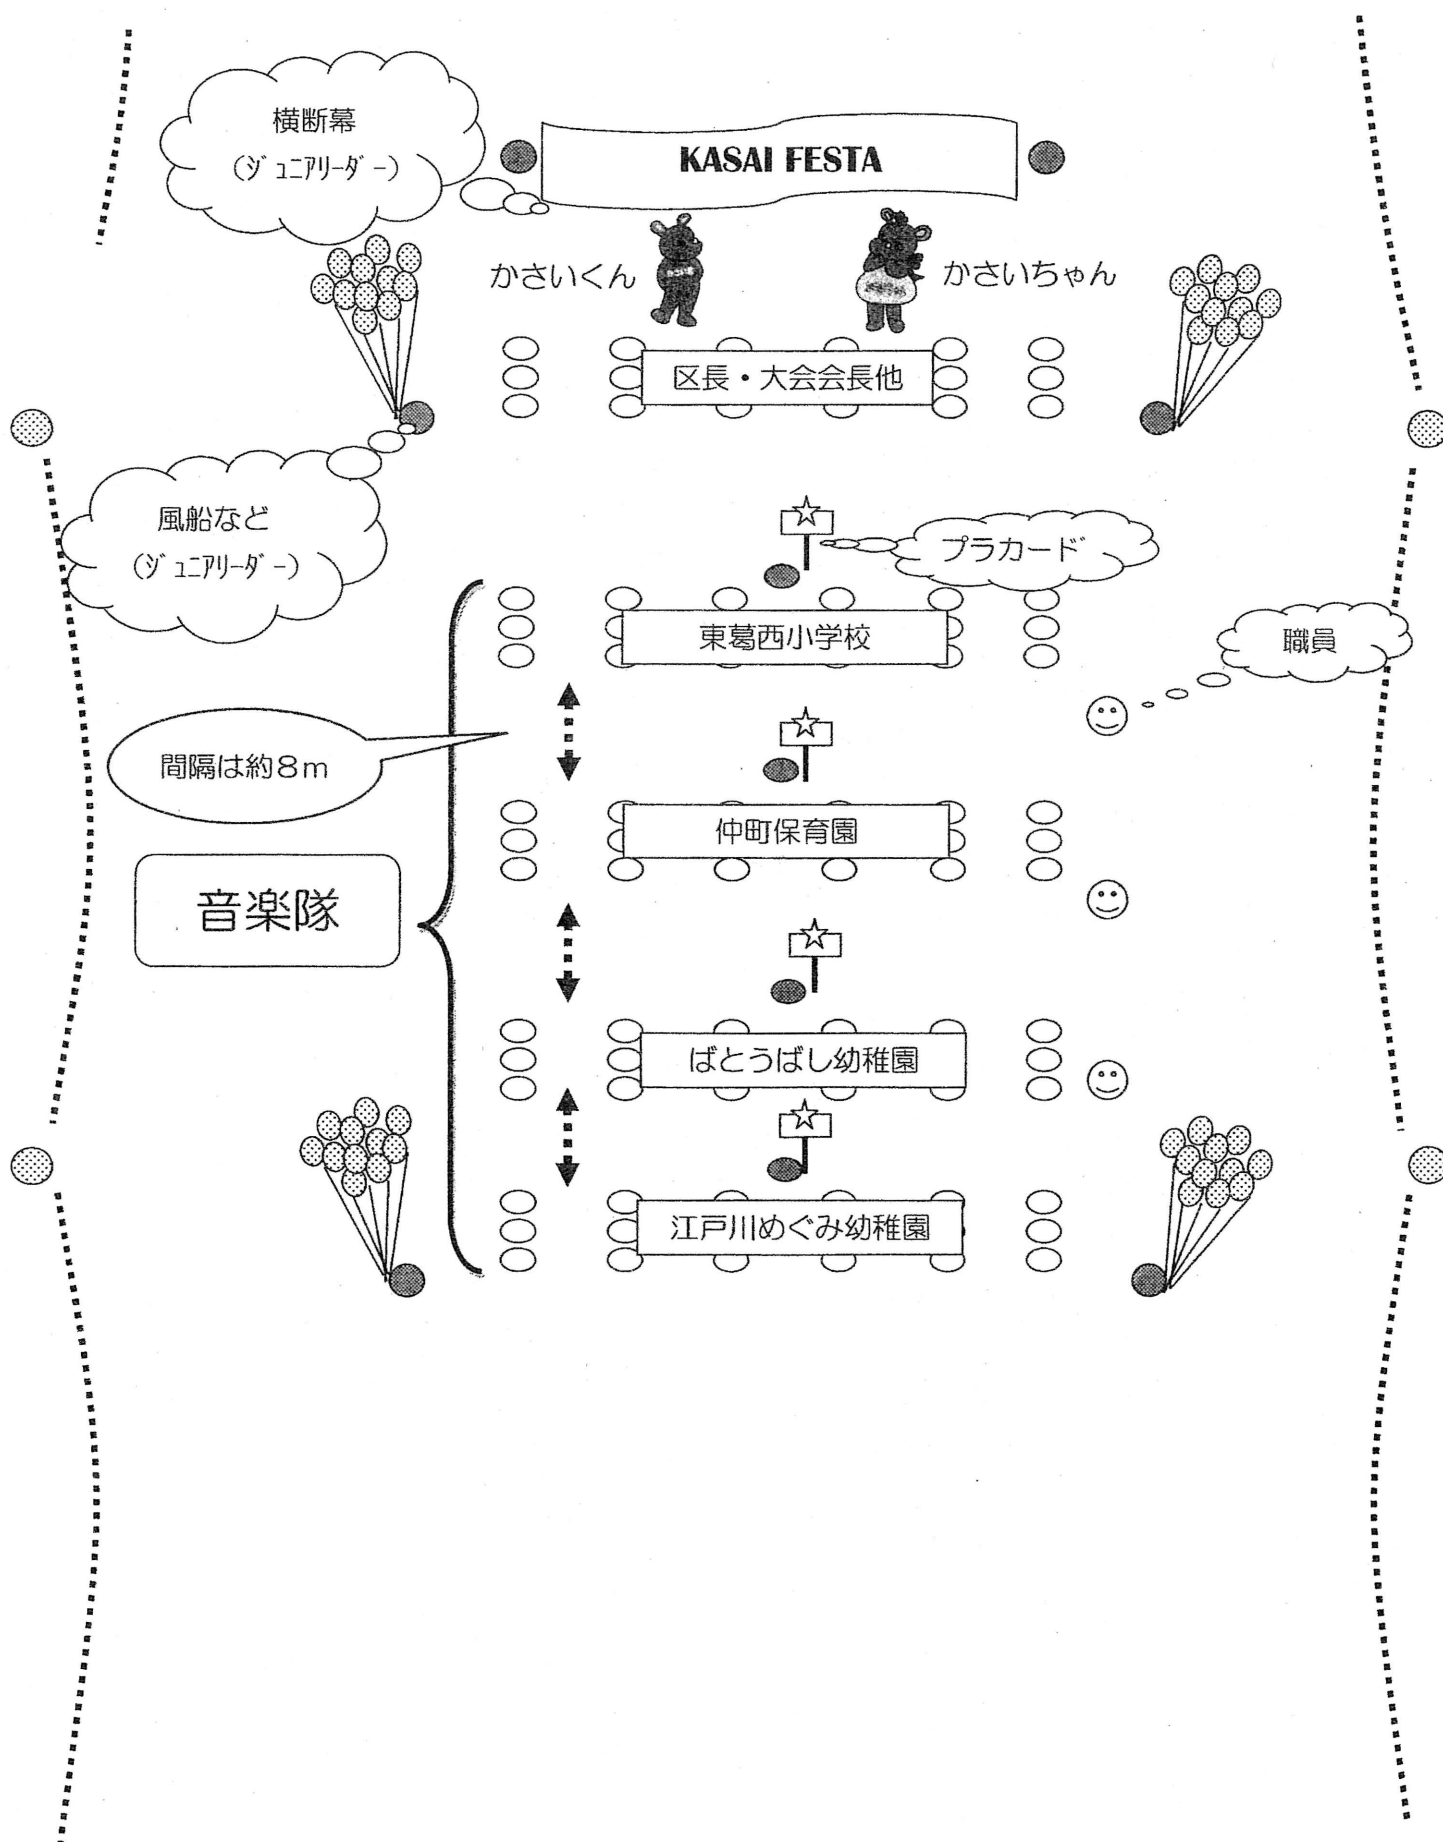 横断幕
(ｼﾞｭﾆｱﾘｰﾀﾞｰ)
KASAI FESTA
かさいくん
かさいちゃん
区長・大会会長他
風船など
(ｼﾞｭﾆｱﾘｰﾀﾞｰ)
プラカード
東葛西小学校
職員
間隔は約８ｍ
仲町保育園
音楽隊
ばとうばし幼稚園
江戸川めぐみ幼稚園